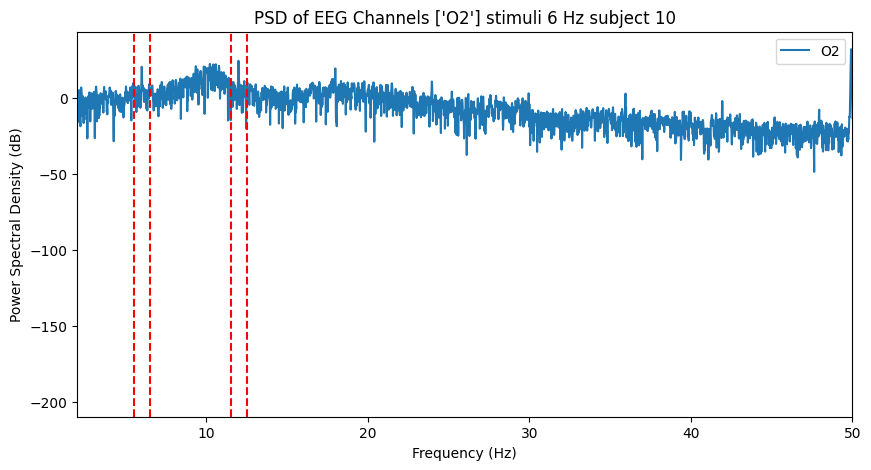 PSD of EEG Channels ['O2'] stimuli 6 Hz subject 10
O2
Power Spectral Density (dB)
0
−50
−100
−150
−200
10 20 30 40 50
Frequency (Hz)